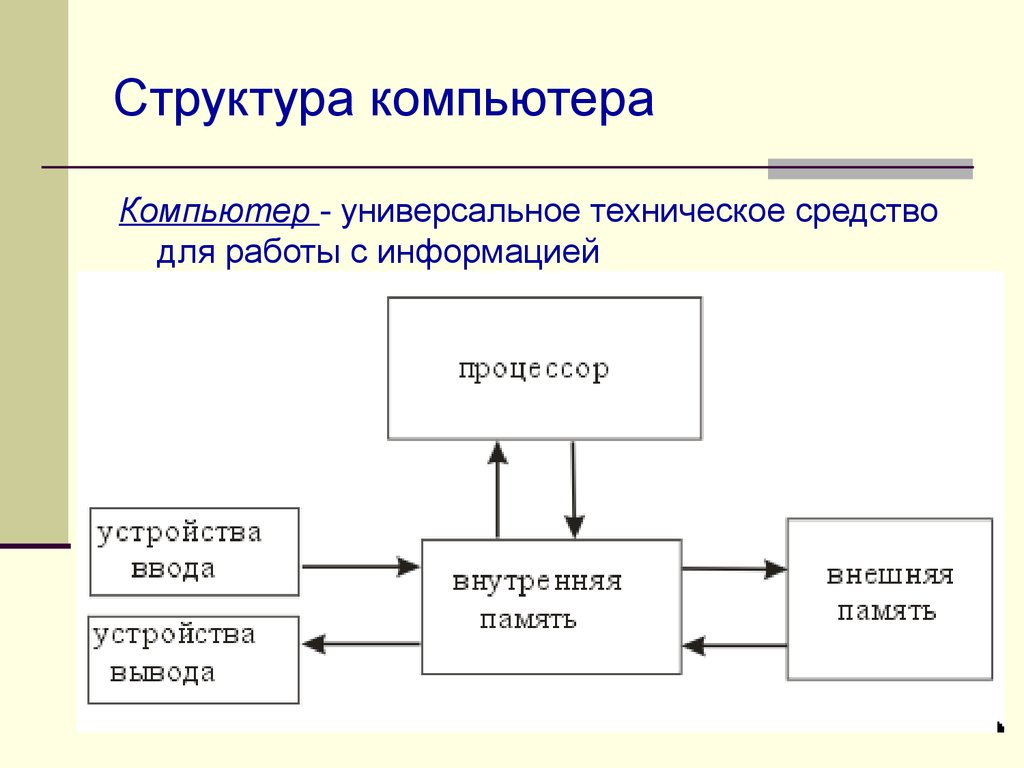 Структура компьютера
Компьютер - универсальное техническое средство
для работы с информацией
процессор
устройства
ввода
внутренняя
память
внешняя
память
устройства
вывода